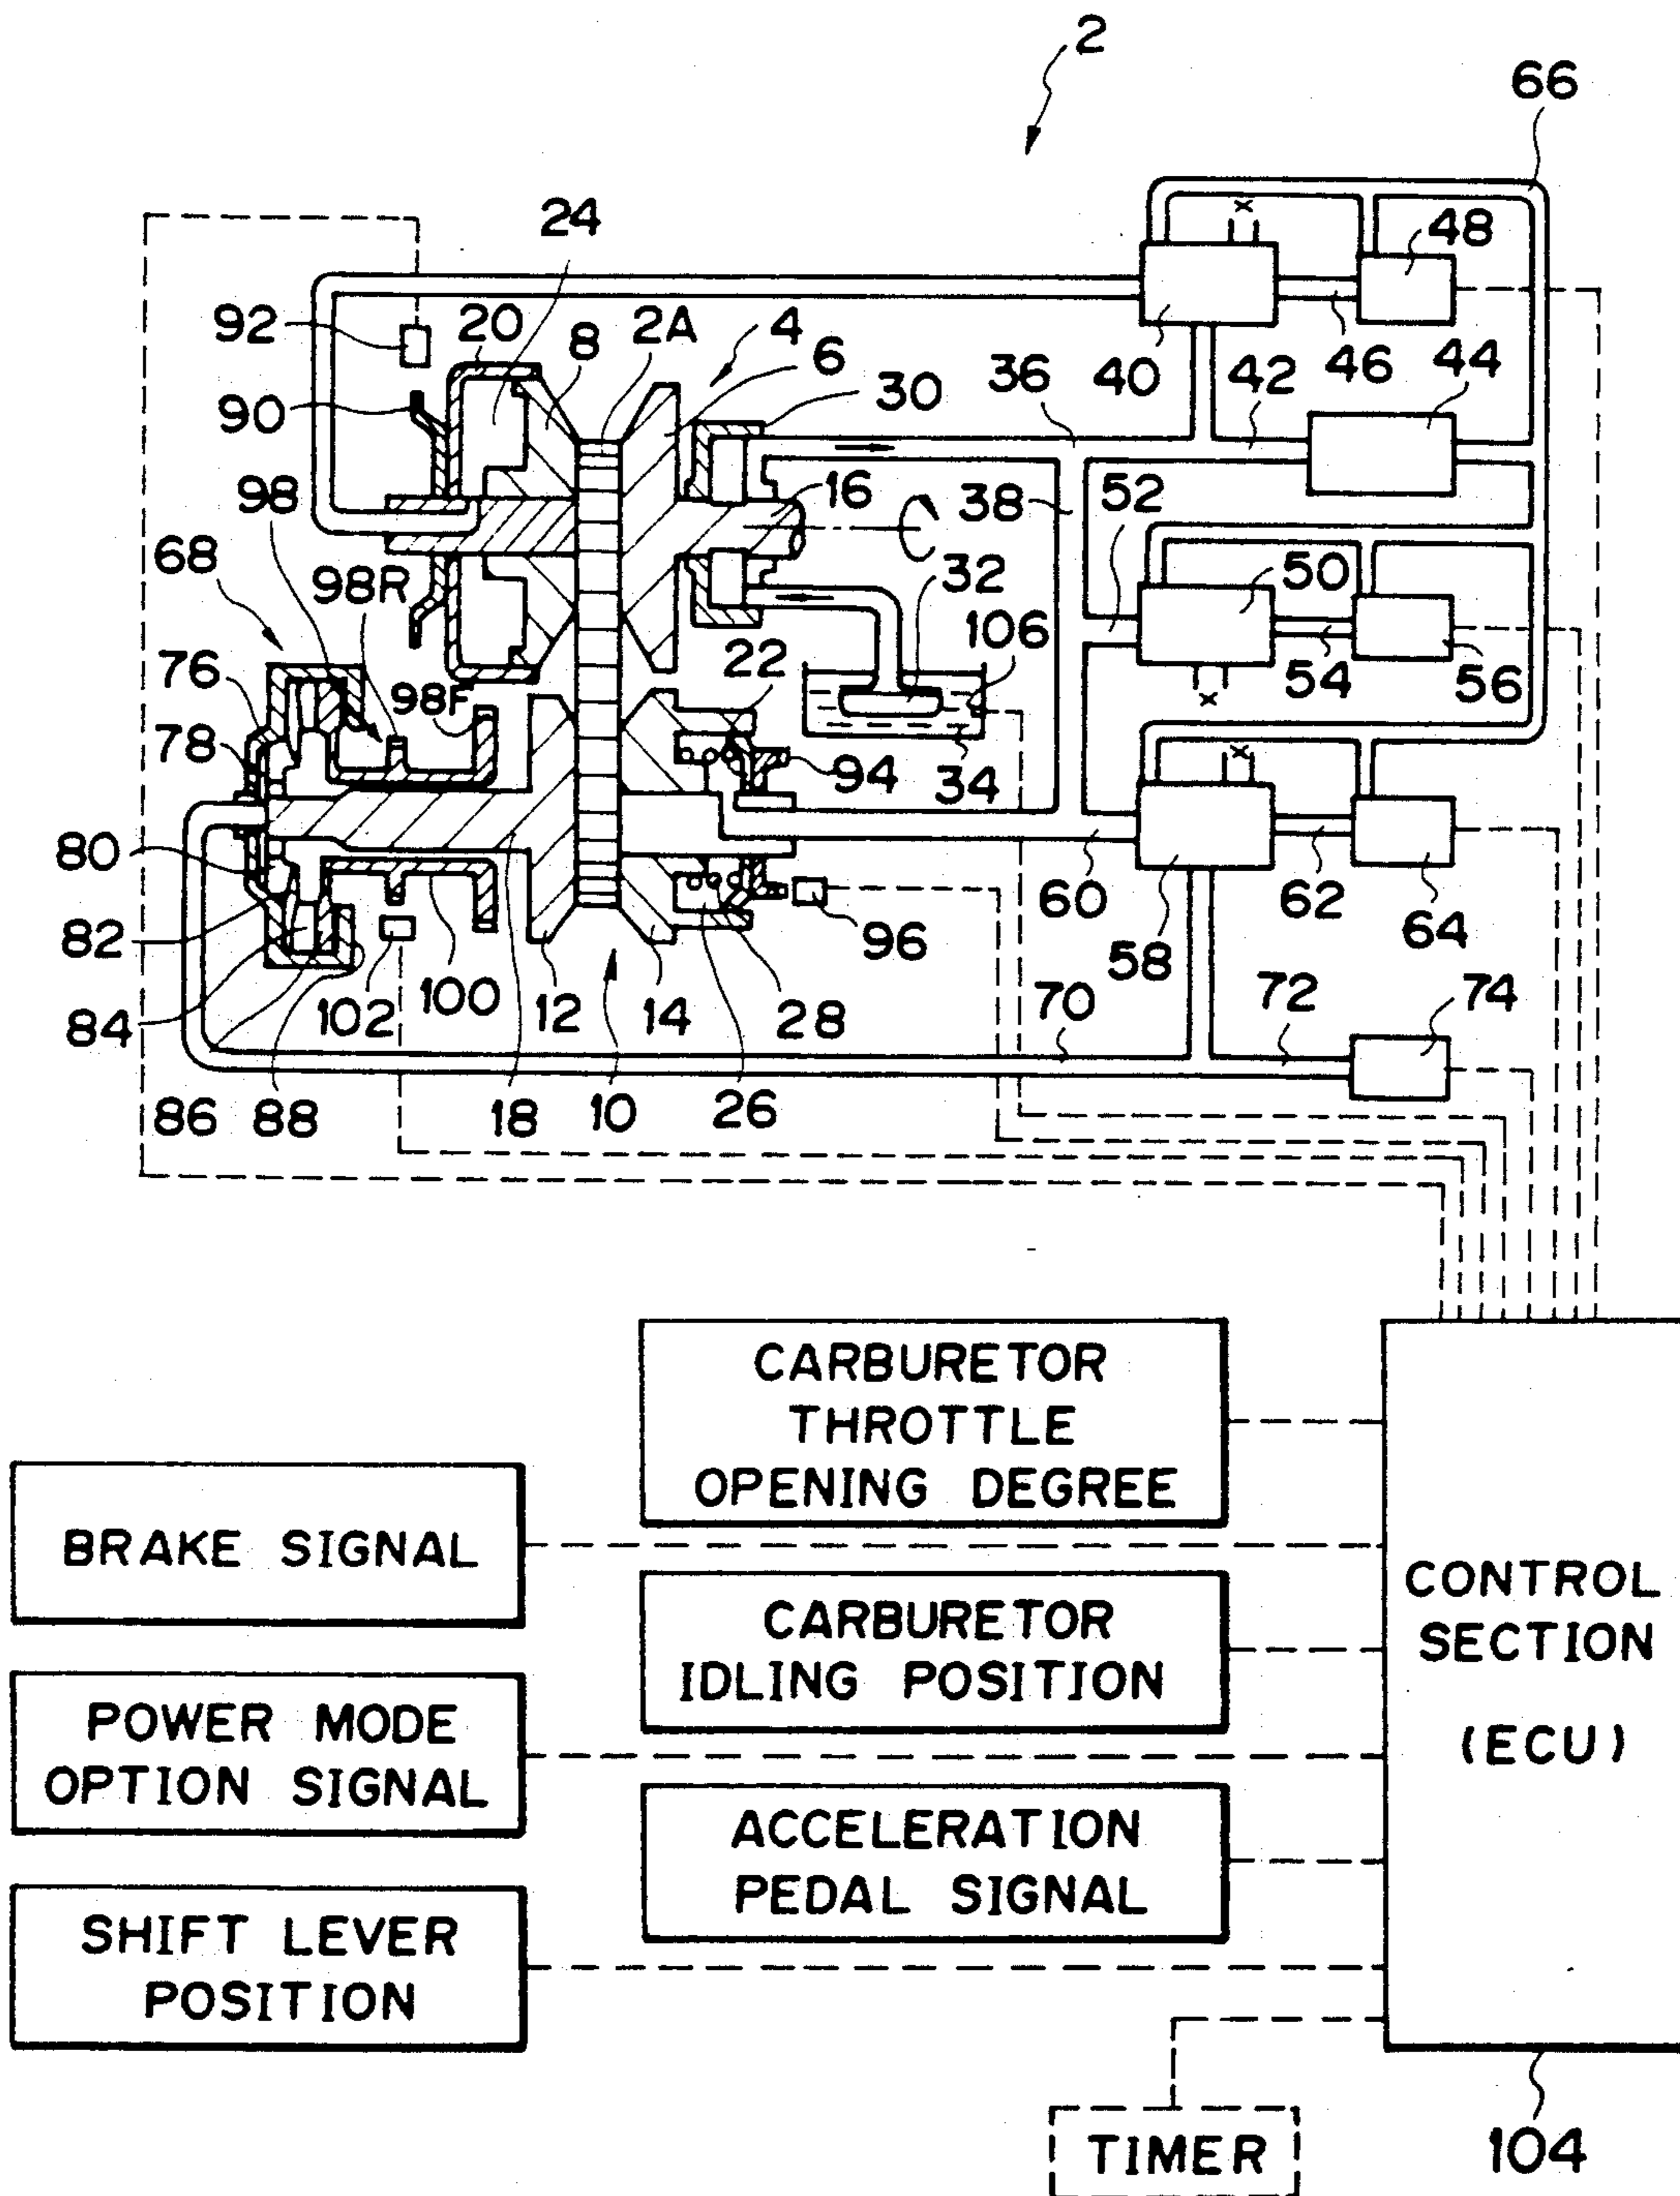 2
66
24
48
92
20
8
2A
4
6
30
36
40
42
46
44
90
98
16
38
52
68
98R
32
50
106
76
98F
22
54
56
78
94
34
80
60
62
64
82
96
58
84
102
100
12
14
28
70
72
74
86
88
18
10
26
CARBURETOR
THROTTLE
OPENING DEGREE
BRAKE SIGNAL
CARBURETOR
IDLING POSITION
CONTROL
SECTION
(ECU)
POWER MODE
OPTION SIGNAL
ACCELERATION
PEDAL SIGNAL
SHIFT LEVER
POSITION
TIMER
104